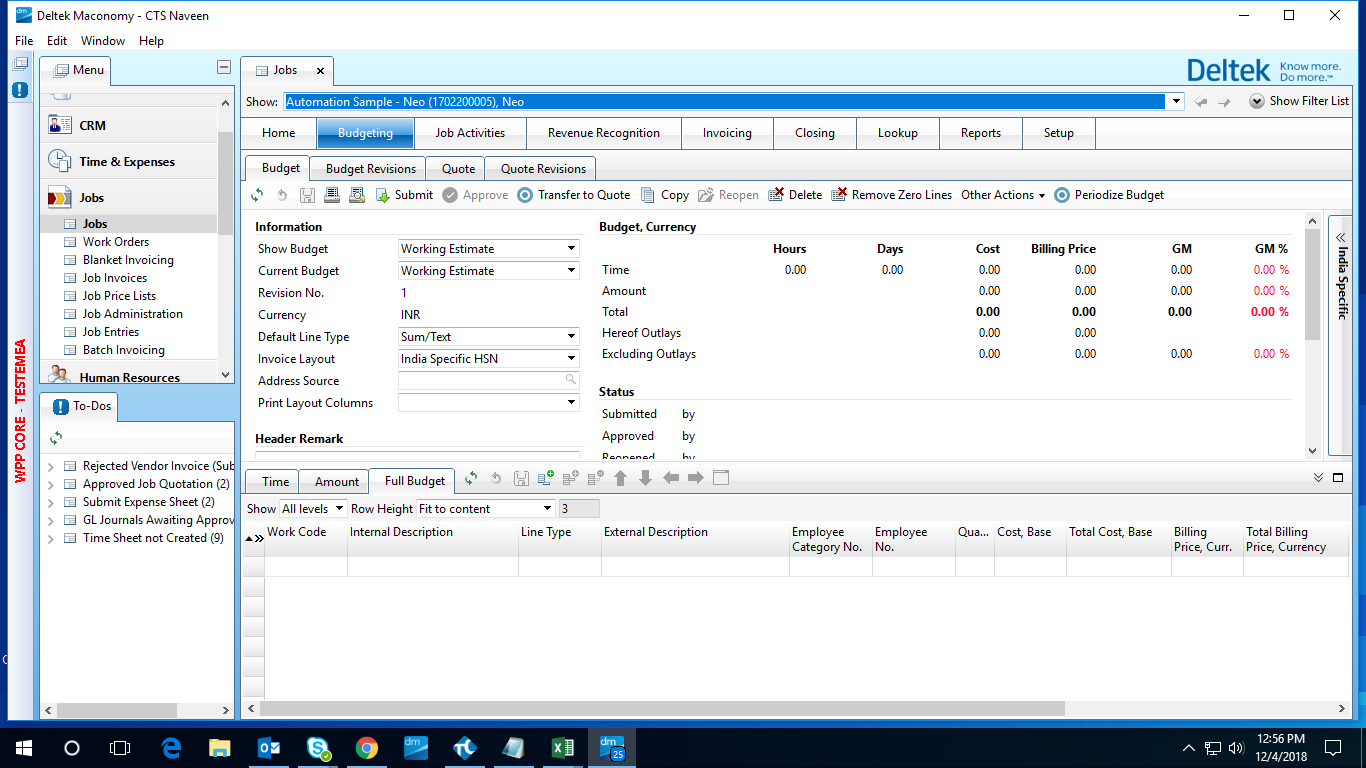 Deltek Maconomy - CTS Naveen
File Edit Window Help
Menu
CRM
Time & Expenses
Jobs
Jobs
Work Orders
Blanket Invoicing
Job Invoices
Job Price Lists
Job Administration
Job Entries
Batch Invoicing
Human Resources
WPP CORE - TESTEMEA
To-Dos
Rejected Vendor Invoice (Sub
Approved Job Quotation (2)
Submit Expense Sheet (2)
GL Journals Awaiting Approv
Time Sheet not Created (9)
Jobs
Deltek Know more. Do more.™
Show: Automation Sample - Neo (1702200005), Neo Show Filter List
Home Budgeting Job Activities Revenue Recognition Invoicing Closing Lookup Reports Setup
Budget Budget Revisions Quote Quote Revisions
Submit Approve Transfer to Quote Copy Reopen Delete Remove Zero Lines Other Actions Periodize Budget
Information
Show Budget Working Estimate
Current Budget Working Estimate
Revision No. 1
Currency INR
Default Line Type Sum/Text
Invoice Layout India Specific HSN
Address Source
Print Layout Columns
Header Remark
Budget, Currency
Hours Days Cost Billing Price GM GM %
Time 0.00 0.00 0.00 0.00 0.00 0.00 %
Amount 0.00 0.00 0.00 0.00 %
Total 0.00 0.00 0.00 0.00 %
Hereof Outlays 0.00 0.00
Excluding Outlays 0.00 0.00 0.00 0.00 %
Status
Submitted by
Approved by
Reopened by
India Specific
Time Amount Full Budget
Show All levels Row Height Fit to content 3
Work Code Internal Description Line Type External Description Employee Category No. Employee No. Qua... Cost, Base Total Cost, Base Billing Price, Curr. Total Billing Price, Currency
dm
25
12:56 PM
12/4/2018